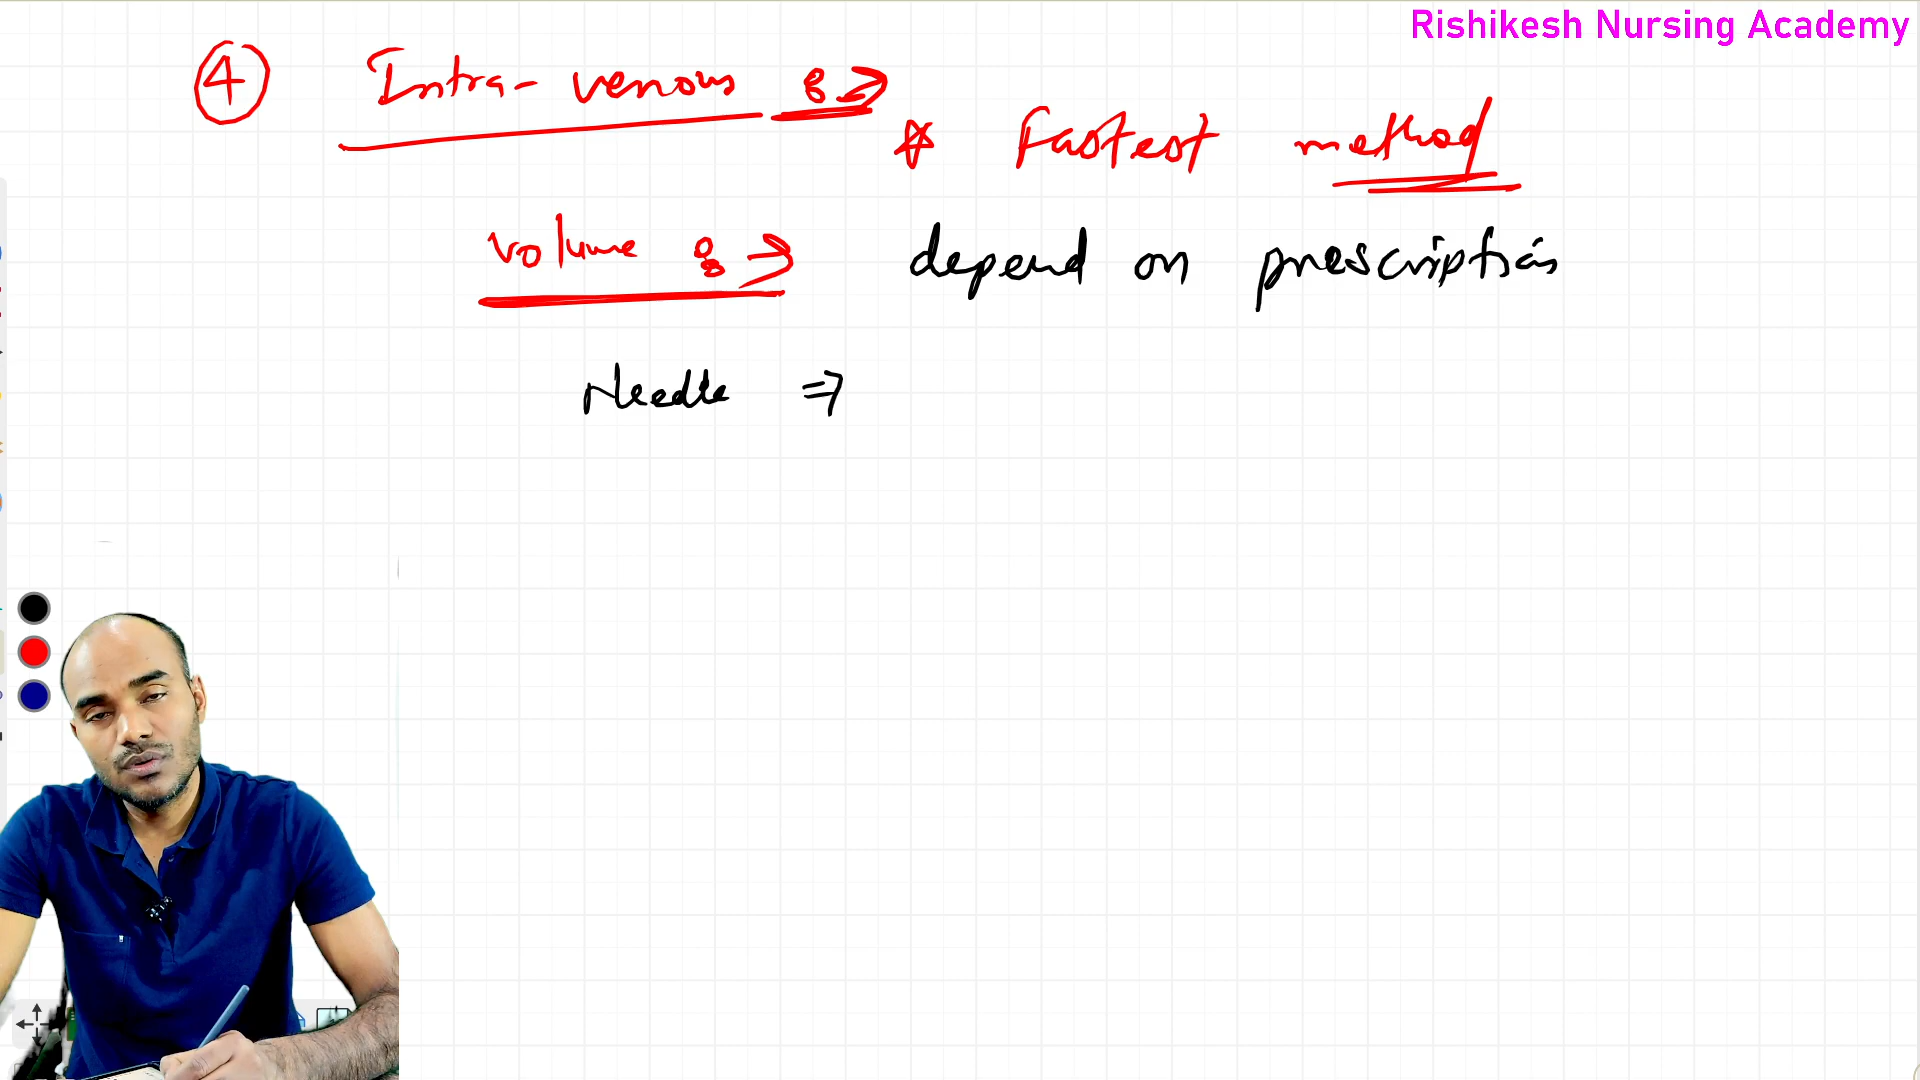 Rishikesh Nursing Academy
④ Intra-venous :→
* Fastest method
volume :→ depend on prescription
Needle ⇒